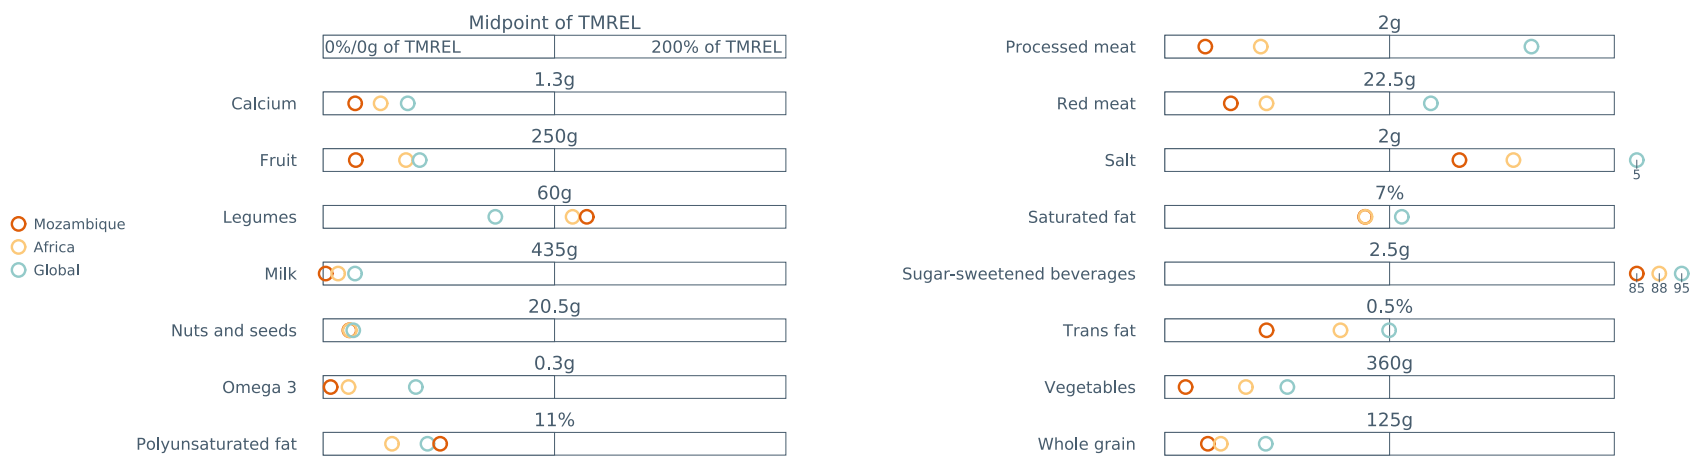 Midpoint of TMREL
0%/0g of TMREL 200% of TMREL
1.3g
Calcium
250g
Fruit
60g
Legumes
435g
Milk
20.5g
Nuts and seeds
0.3g
Omega 3
11%
Polyunsaturated fat
Mozambique
Africa
Global
2g
Processed meat
22.5g
Red meat
2g
Salt
5
7%
Saturated fat
2.5g
Sugar-sweetened beverages
85 88 95
0.5%
Trans fat
360g
Vegetables
125g
Whole grain